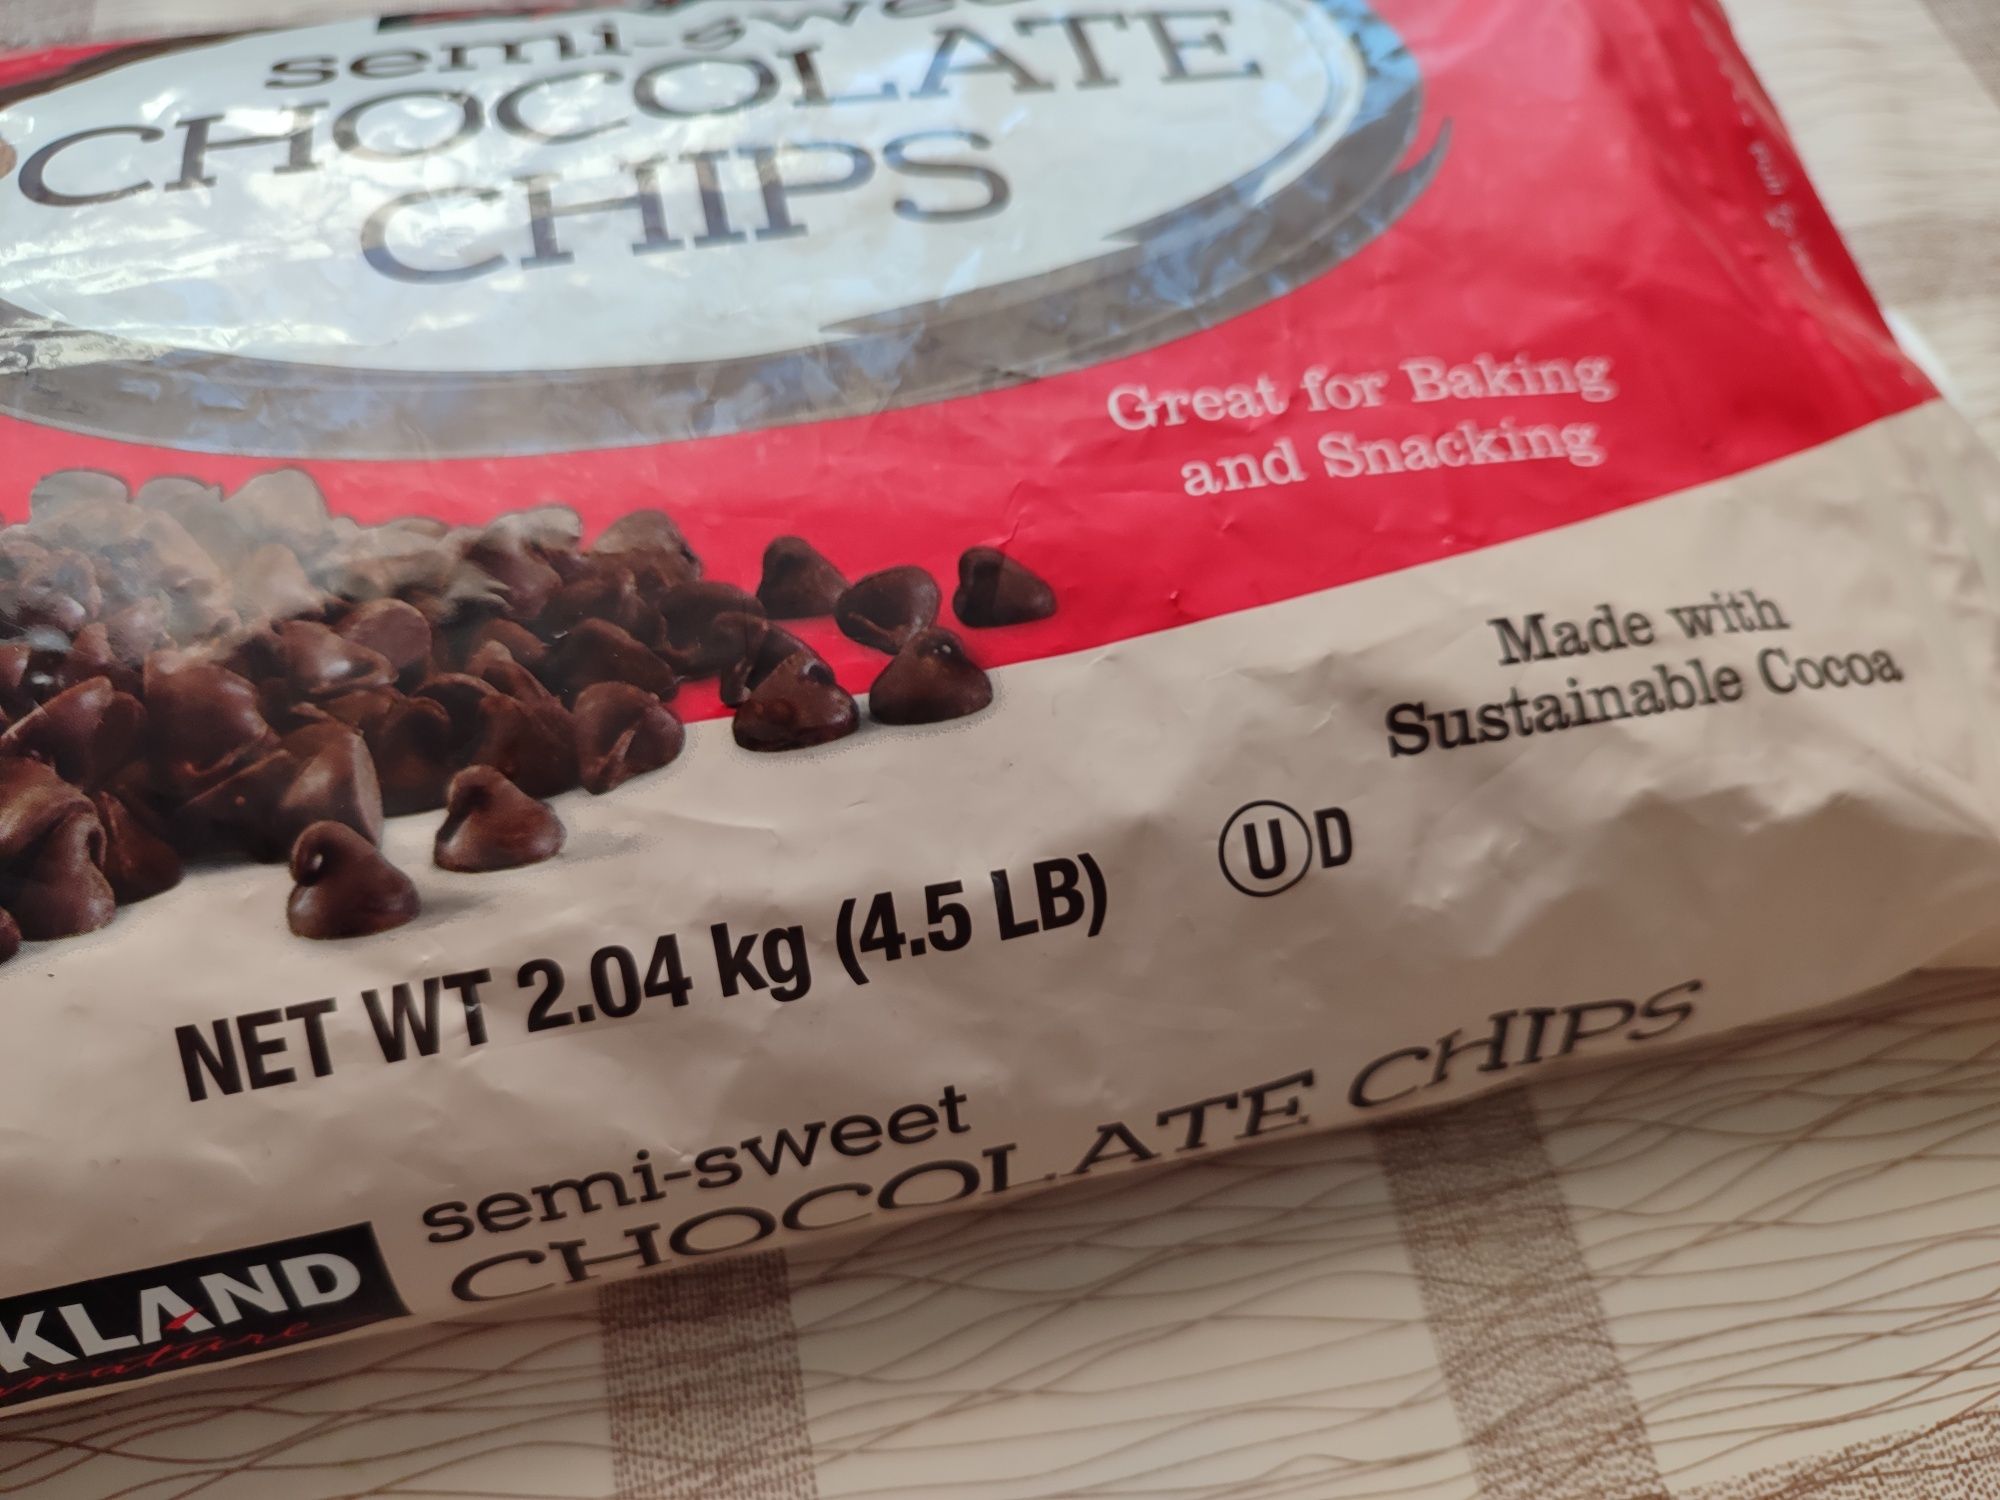 semi-sweet
CHOCOLATE
CHIPS
Great for Baking
and Snacking
Made with
Sustainable Cocoa
NET WT 2.04 kg (4.5 LB)
U D
semi-sweet
CHOCOLATE CHIPS
KLAND
nature